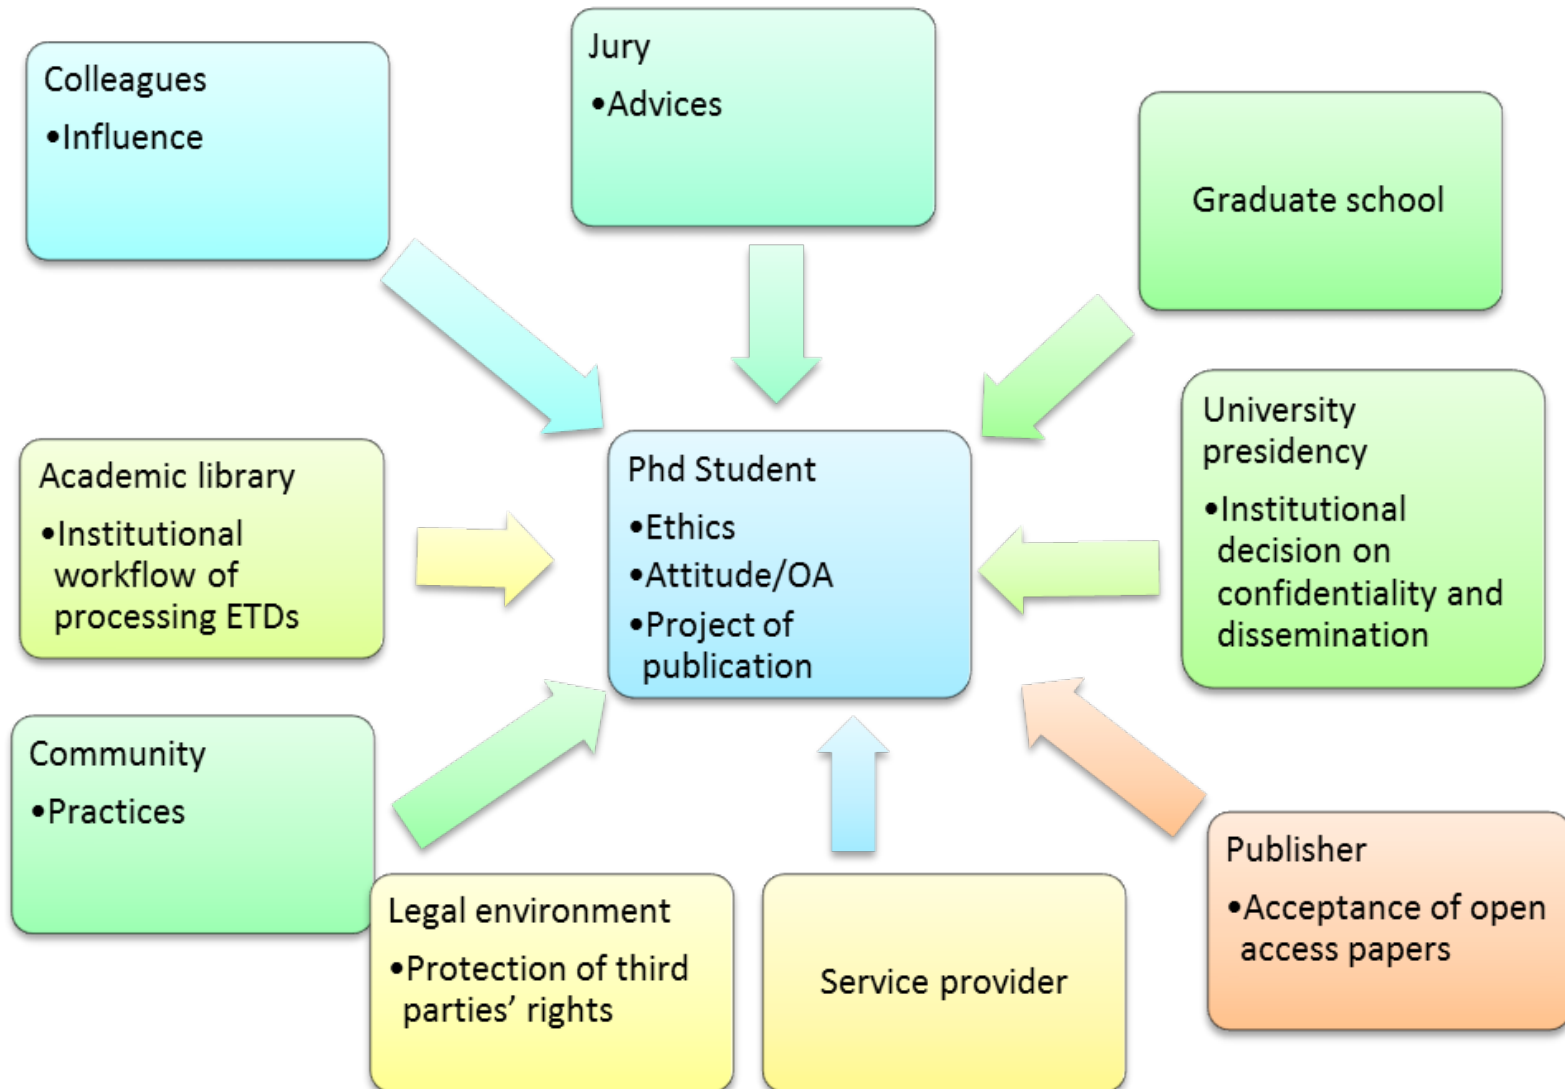 Colleagues
•Influence
Jury
•Advices
Graduate school
Academic library
•Institutional
workflow of
processing ETDs
Phd Student
•Ethics
•Attitude/OA
•Project of
publication
University
presidency
•Institutional
decision on
confidentiality and
dissemination
Community
•Practices
Legal environment
•Protection of third
parties’ rights
Service provider
Publisher
•Acceptance of open
access papers